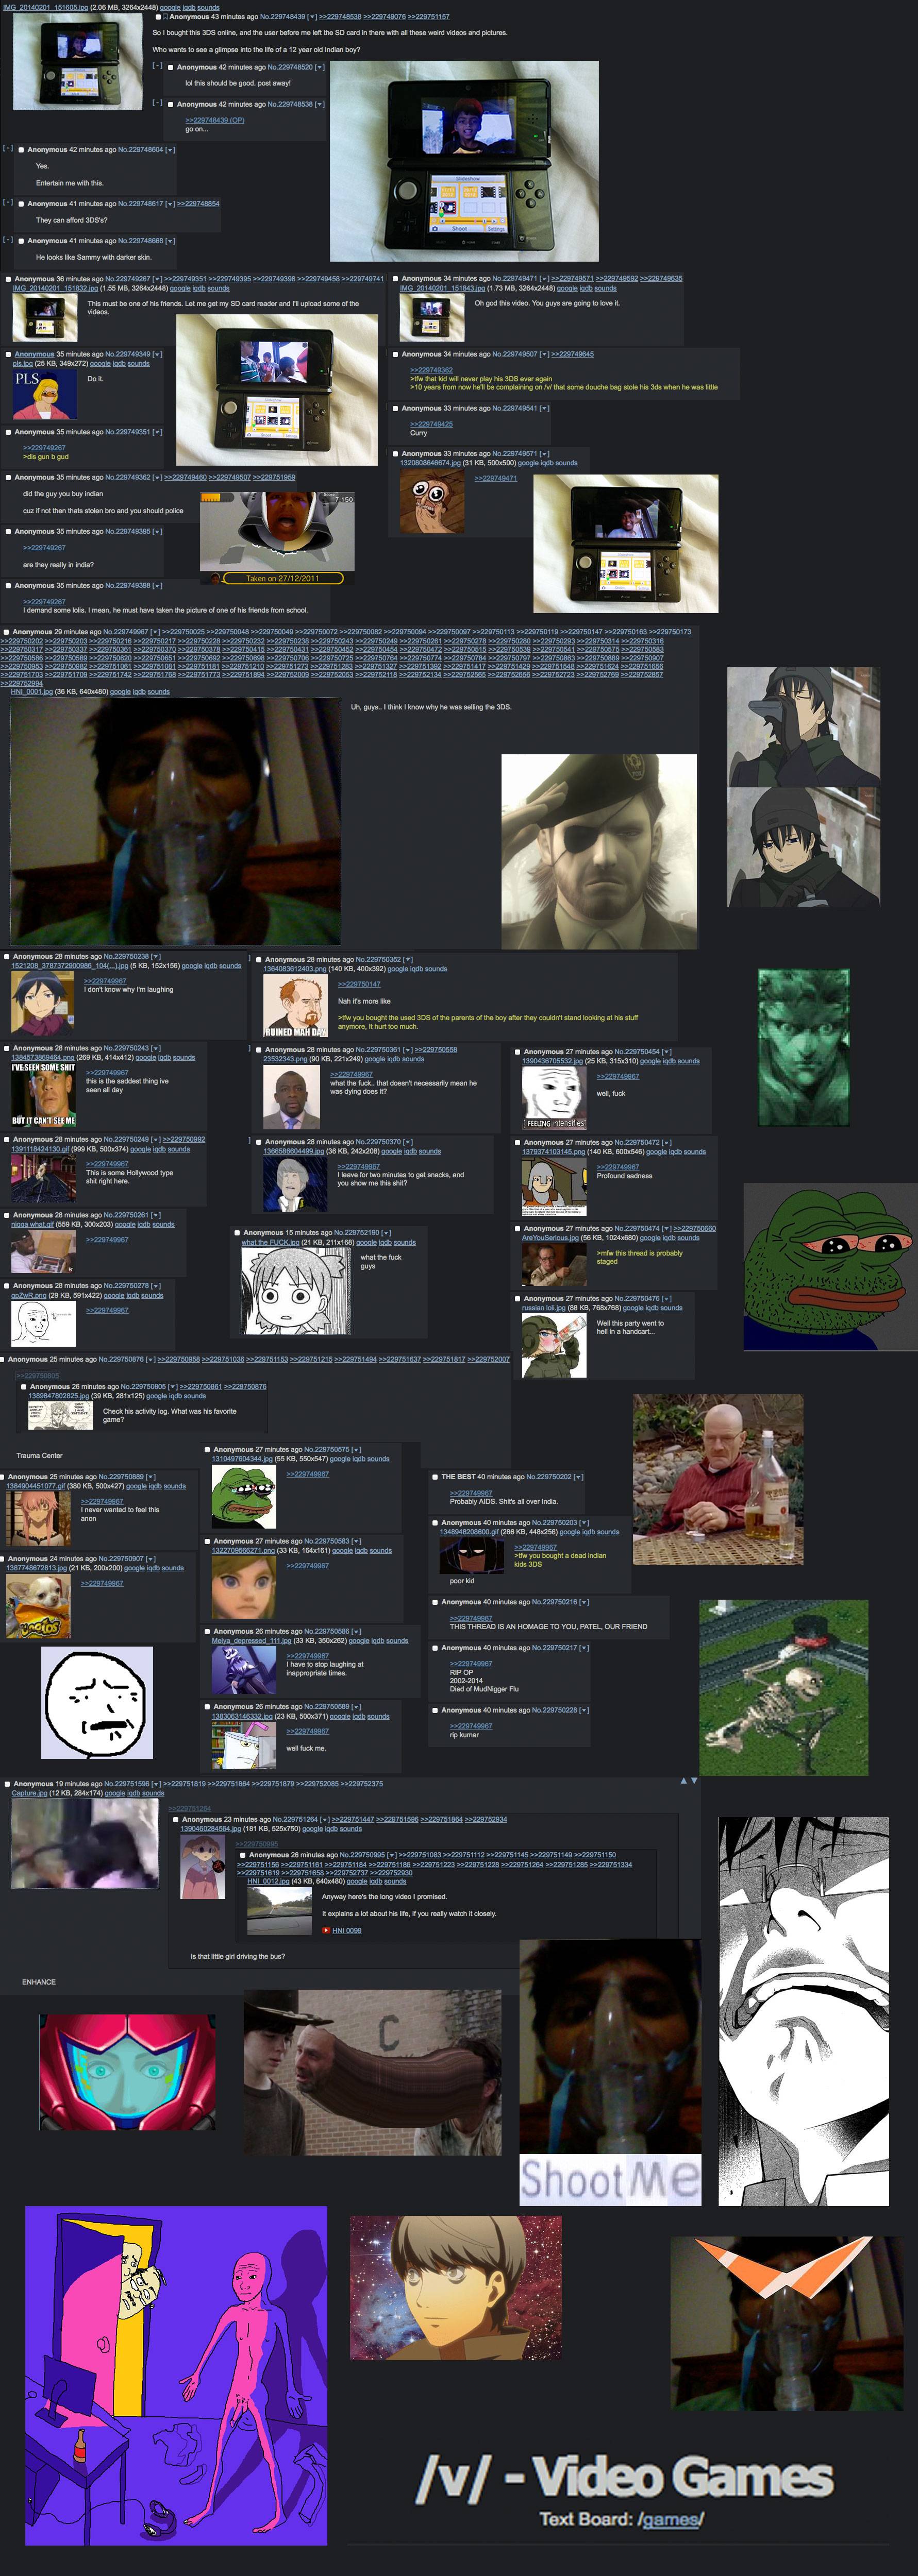 IMG_20140201_151605.jpg (2.06 MB, 3264x2448) google iqdb sounds
Anonymous 43 minutes ago No.229748439 [▾] >>229748538 >>229749076 >>229751157
So I bought this 3DS online, and the user before me left the SD card in there with all these weird videos and pictures.
Who wants to see a glimpse into the life of a 12 year old Indian boy?
Anonymous 42 minutes ago No.229748520 [▾]
lol this should be good. post away!
Anonymous 42 minutes ago No.229748538 [▾]
>>229748439 (OP)
go on...
Anonymous 42 minutes ago No.229748604 [▾]
Yes.
Entertain me with this.
Anonymous 41 minutes ago No.229748617 [▾] >>229748854
They can afford 3DS's?
Anonymous 41 minutes ago No.229748668 [▾]
He looks like Sammy with darker skin.
Slideshow
Shoot
Settings
Anonymous 36 minutes ago No.229749267 [▾] >>229749351 >>229749395 >>229749398 >>229749458 >>229749741
IMG_20140201_151832.jpg (1.55 MB, 3264x2448) google iqdb sounds
This must be one of his friends. Let me get my SD card reader and I'll upload some of the
videos.
Anonymous 34 minutes ago No.229749471 [▾] >>229749571 >>229749592 >>229749635
IMG_20140201_151843.jpg (1.73 MB, 3264x2448) google iqdb sounds
Oh god this video. You guys are going to love it.
Anonymous 35 minutes ago No.229749349 [▾]
pls.jpg (25 KB, 349x272) google iqdb sounds
PLS
Do it.
Anonymous 34 minutes ago No.229749507 [▾] >>229749645
>>229749362
>tfw that kid will never play his 3DS ever again
>10 years from now he'll be complaining on /v/ that some douche bag stole his 3ds when he was little
Anonymous 33 minutes ago No.229749541 [▾]
>>229749425
Curry
Anonymous 35 minutes ago No.229749351 [▾]
>>229749267
>dis gun b gud
Anonymous 33 minutes ago No.229749571 [▾]
1320808646674.jpg (31 KB, 500x500) google iqdb sounds
>>229749471
Anonymous 35 minutes ago No.229749362 [▾] >>229749460 >>229749507 >>229751959
did the guy you buy indian
cuz if not then thats stolen bro and you should police
7,150
Taken on 27/12/2011
Anonymous 35 minutes ago No.229749395 [▾]
>>229749267
are they really in india?
Anonymous 35 minutes ago No.229749398 [▾]
>>229749267
I demand some lolis. I mean, he must have taken the picture of one of his friends from school.
Anonymous 29 minutes ago No.229749967 [▾]
HNI_0001.jpg (36 KB, 640x480) google iqdb sounds
Uh, guys.. I think I know why he was selling the 3DS.
Anonymous 28 minutes ago No.229750238 [▾]
1521208_3787372900986_104(...).jpg (5 KB, 152x156) google iqdb sounds
>>229749967
I don't know why I'm laughing
Anonymous 28 minutes ago No.229750352 [▾]
1364083612403.png (140 KB, 400x392) google iqdb sounds
RUINED MAH DAY
>>229750147
Nah it's more like
>tfw you bought the used 3DS of the parents of the boy after they couldn't stand looking at his stuff
anymore, It hurt too much.
Anonymous 28 minutes ago No.229750243 [▾]
1384573869464.png (289 KB, 414x412) google iqdb sounds
I'VE SEEN SOME SHIT
BUT IT CAN'T SEE ME
>>229749967
this is the saddest thing ive
seen all day
Anonymous 28 minutes ago No.229750361 [▾] >>229750558
23532343.png (90 KB, 221x249) google iqdb sounds
>>229749967
what the fuck.. that doesn't necessarily mean he
was dying does it?
Anonymous 27 minutes ago No.229750454 [▾]
1390436705532.jpg (25 KB, 315x310) google iqdb sounds
FEELING intensifies
>>229749967
well, fuck
Anonymous 28 minutes ago No.229750249 [▾] >>229750992
1391118424130.gif (999 KB, 500x374) google iqdb sounds
>>229749967
This is some Hollywood type
shit right here.
Anonymous 28 minutes ago No.229750370 [▾]
1366586604499.jpg (36 KB, 242x208) google iqdb sounds
>>229749967
I leave for two minutes to get snacks, and
you show me this shit?
Anonymous 27 minutes ago No.229750472 [▾]
1379374103145.png (140 KB, 600x546) google iqdb sounds
>>229749967
Profound sadness
Anonymous 28 minutes ago No.229750261 [▾]
nigga what.gif (559 KB, 300x203) google iqdb sounds
>>229749967
Anonymous 15 minutes ago No.229752190 [▾]
what the FUCK.jpg (21 KB, 211x168) google iqdb sounds
what the fuck
guys
Anonymous 27 minutes ago No.229750474 [▾] >>229750660
AreYouSerious.jpg (56 KB, 1024x680) google iqdb sounds
>mfw this thread is probably
staged
Anonymous 28 minutes ago No.229750278 [▾]
gpZwR.png (29 KB, 591x422) google iqdb sounds
>>229749967
Anonymous 27 minutes ago No.229750476 [▾]
russian loli.jpg (88 KB, 768x768) google iqdb sounds
Well this party went to
hell in a handcart...
Anonymous 25 minutes ago No.229750876 [▾] >>229750958 >>229751036 >>229751153 >>229751215 >>229751494 >>229751637 >>229751817 >>229752007
>>229750805
Anonymous 26 minutes ago No.229750805 [▾] >>229750861 >>229750876
1389847802825.jpg (39 KB, 281x125) google iqdb sounds
Check his activity log. What was his favorite
game?
Trauma Center
Anonymous 27 minutes ago No.229750575 [▾]
1310497604344.jpg (55 KB, 550x547) google iqdb sounds
>>229749967
Anonymous 25 minutes ago No.229750889 [▾]
1384904451077.gif (380 KB, 500x427) google iqdb sounds
>>229749967
I never wanted to feel this
anon
THE BEST 40 minutes ago No.229750202 [▾]
>>229749967
Probably AIDS. Shit's all over India.
Anonymous 40 minutes ago No.229750203 [▾]
1348948208600.gif (286 KB, 448x256) google iqdb sounds
>>229749967
>tfw you bought a dead indian
kids 3DS
poor kid
Anonymous 27 minutes ago No.229750583 [▾]
1322709566271.png (33 KB, 164x161) google iqdb sounds
>>229749967
Anonymous 24 minutes ago No.229750907 [▾]
1387748672813.jpg (21 KB, 200x200) google iqdb sounds
>>229749967
Anonymous 40 minutes ago No.229750216 [▾]
>>229749967
THIS THREAD IS AN HOMAGE TO YOU, PATEL, OUR FRIEND
Anonymous 26 minutes ago No.229750586 [▾]
Meiya_depressed_111.jpg (33 KB, 350x262) google iqdb sounds
>>229749967
I have to stop laughing at
inappropriate times.
Anonymous 40 minutes ago No.229750217 [▾]
>>229749967
RIP OP
2002-2014
Died of MudNigger Flu
Anonymous 26 minutes ago No.229750589 [▾]
1383063146332.jpg (23 KB, 500x371) google iqdb sounds
>>229749967
well fuck me.
Anonymous 40 minutes ago No.229750228 [▾]
>>229749967
rip kumar
Anonymous 19 minutes ago No.229751596 [▾] >>229751819 >>229751864 >>229751879 >>229752085 >>229752375
Capture.jpg (12 KB, 284x174) google iqdb sounds
>>229751264
Anonymous 23 minutes ago No.229751264 [▾] >>229751447 >>229751596 >>229751864 >>229752934
1390460284564.jpg (181 KB, 525x750) google iqdb sounds
>>229750995
Anonymous 26 minutes ago No.229750995 [▾] >>229751083 >>229751112 >>229751145 >>229751149 >>229751150
>>229751156 >>229751161 >>229751184 >>229751186 >>229751223 >>229751228 >>229751264 >>229751285 >>229751334
>>229751619 >>229751658 >>229752737 >>229752930
HNI_0012.jpg (43 KB, 640x480) google iqdb sounds
Anyway here's the long video I promised.
It explains a lot about his life, if you really watch it closely.
HNI 0099
Is that little girl driving the bus?
ENHANCE
C
ShootMe
/v/ - Video Games
Text Board: /games/